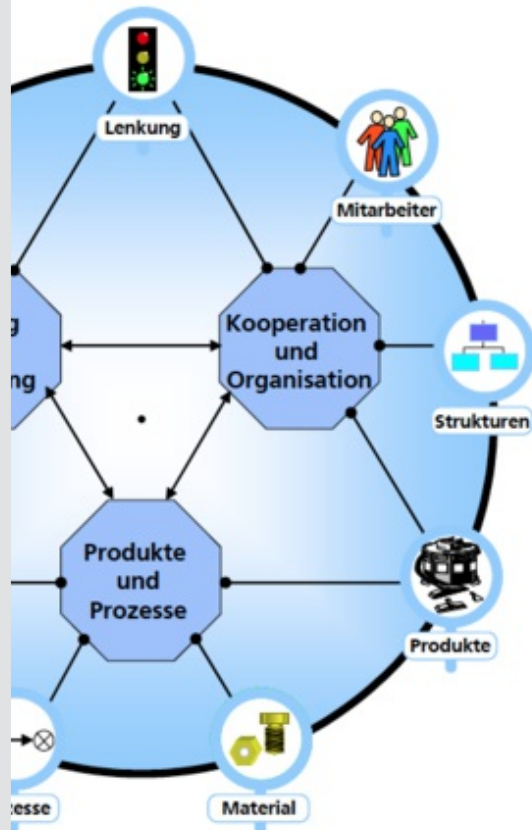 Lenkung
Mitarbeiter
Kooperation
und
Organisation
Strukturen
Produkte
und
Prozesse
Produkte
Material